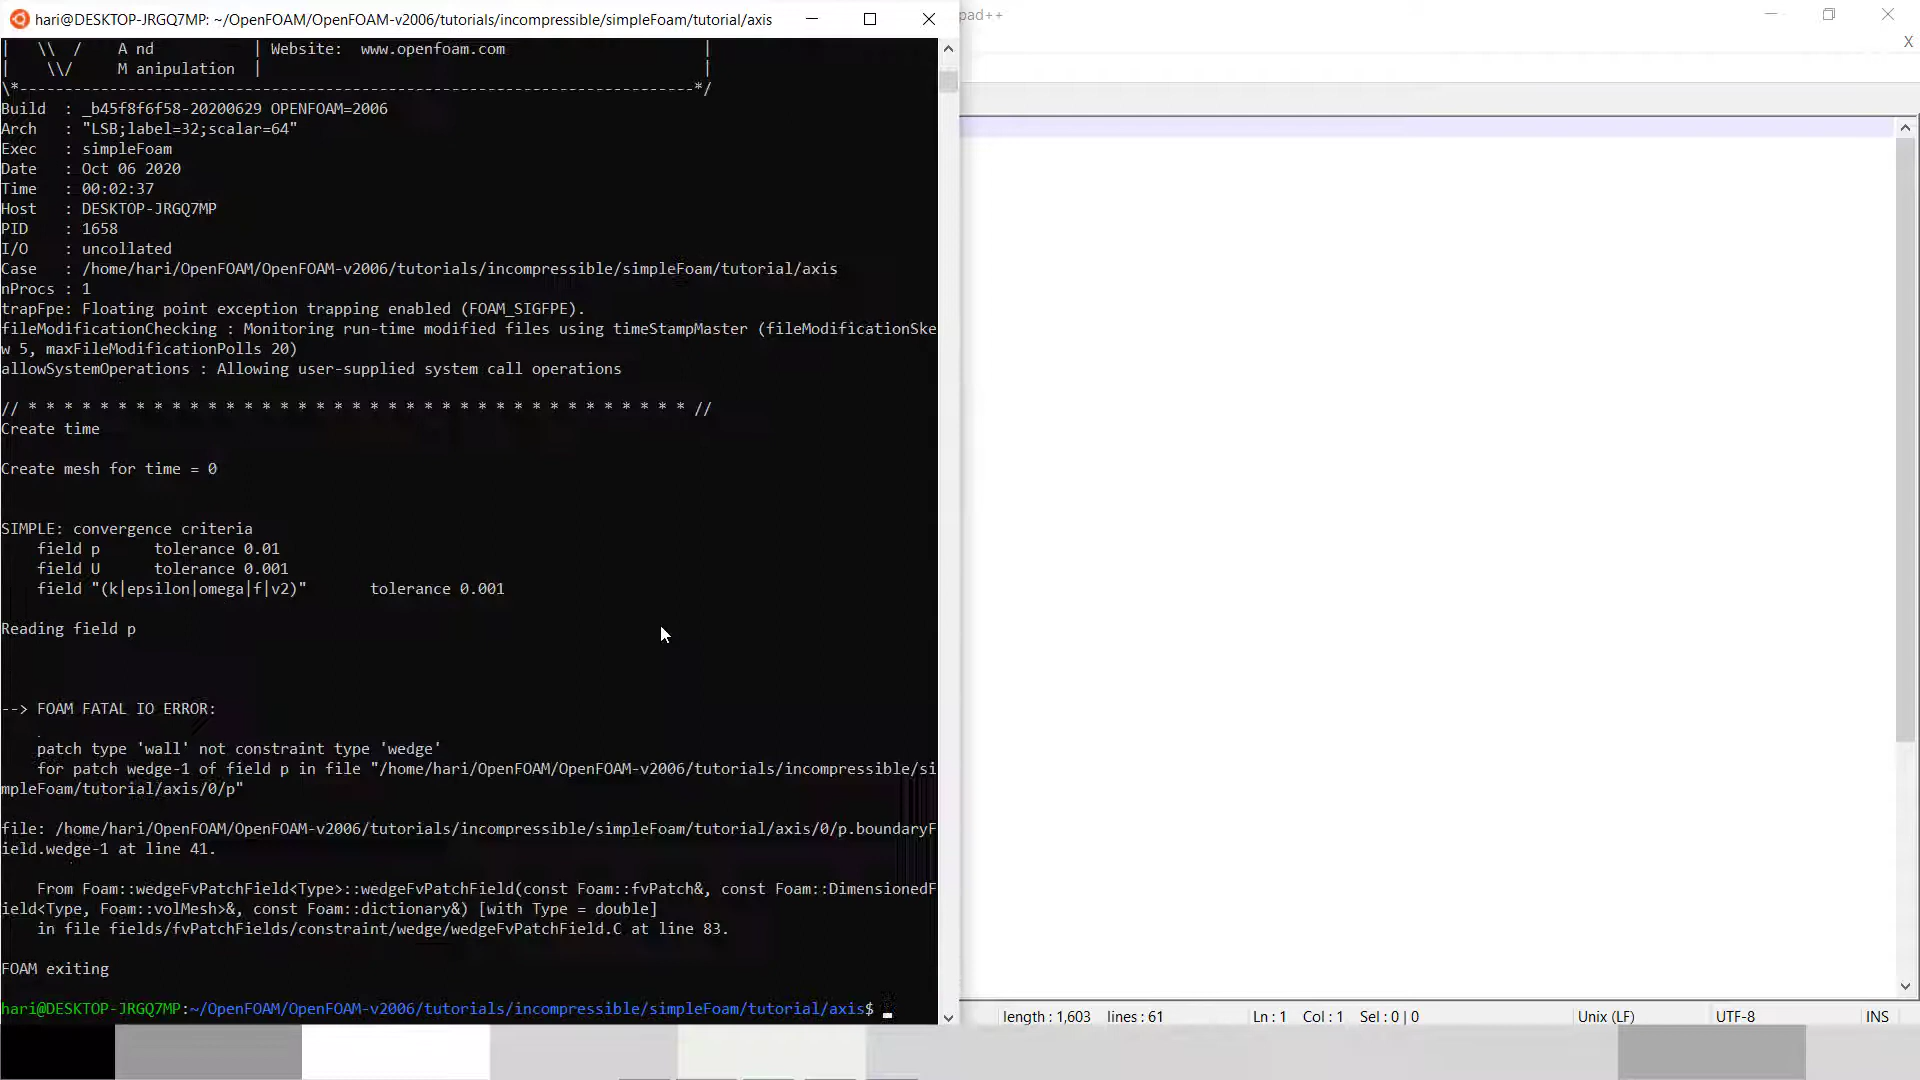 hari@DESKTOP-JRGQ7MP: ~/OpenFOAM/OpenFOAM-v2006/tutorials/incompressible/simpleFoam/tutorial/axis
pad++
X
|    \\  /    A nd           | Website:  www.openfoam.com                      |
|     \\/     M anipulation  |                                                 |
\*---------------------------------------------------------------------------*/
Build  : _b45f8f6f58-20200629 OPENFOAM=2006
Arch   : "LSB;label=32;scalar=64"
Exec   : simpleFoam
Date   : Oct 06 2020
Time   : 00:02:37
Host   : DESKTOP-JRGQ7MP
PID    : 1658
I/O    : uncollated
Case   : /home/hari/OpenFOAM/OpenFOAM-v2006/tutorials/incompressible/simpleFoam/tutorial/axis
nProcs : 1
trapFpe: Floating point exception trapping enabled (FOAM_SIGFPE).
fileModificationChecking : Monitoring run-time modified files using timeStampMaster (fileModificationSke
w 5, maxFileModificationPolls 20)
allowSystemOperations : Allowing user-supplied system call operations
// * * * * * * * * * * * * * * * * * * * * * * * * * * * * * * * * * * * * * //
Create time
Create mesh for time = 0
SIMPLE: convergence criteria
    field p      tolerance 0.01
    field U      tolerance 0.001
    field "(k|epsilon|omega|f|v2)"       tolerance 0.001
Reading field p
--> FOAM FATAL IO ERROR:
    patch type 'wall' not constraint type 'wedge'
    for patch wedge-1 of field p in file "/home/hari/OpenFOAM/OpenFOAM-v2006/tutorials/incompressible/si
mpleFoam/tutorial/axis/0/p"
file: /home/hari/OpenFOAM/OpenFOAM-v2006/tutorials/incompressible/simpleFoam/tutorial/axis/0/p.boundaryF
ield.wedge-1 at line 41.
    From Foam::wedgeFvPatchField<Type>::wedgeFvPatchField(const Foam::fvPatch&, const Foam::DimensionedF
ield<Type, Foam::volMesh>&, const Foam::dictionary&) [with Type = double]
    in file fields/fvPatchFields/constraint/wedge/wedgeFvPatchField.C at line 83.
FOAM exiting
hari@DESKTOP-JRGQ7MP:~/OpenFOAM/OpenFOAM-v2006/tutorials/incompressible/simpleFoam/tutorial/axis$
length : 1,603    lines : 61    Ln : 1    Col : 1    Sel : 0 | 0    Unix (LF)    UTF-8    INS